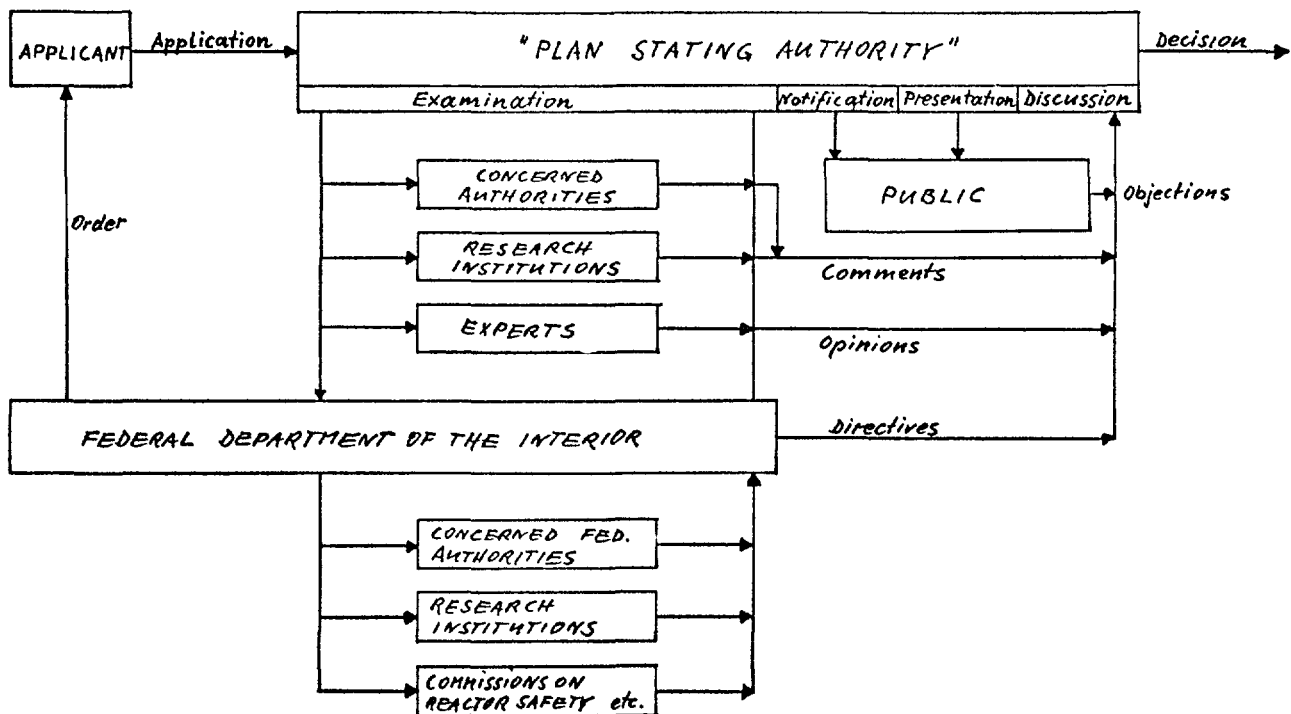 APPLICANT
Application
"PLAN STATING AUTHORITY"
Decision
Examination
Notification
Presentation
Discussion
CONCERNED
AUTHORITIES
PUBLIC
Objections
Order
RESEARCH
INSTITUTIONS
Comments
EXPERTS
Opinions
FEDERAL DEPARTMENT OF THE INTERIOR
Directives
CONCERNED FED.
AUTHORITIES
RESEARCH
INSTITUTIONS
COMMISSIONS ON
REACTOR SAFETY etc.